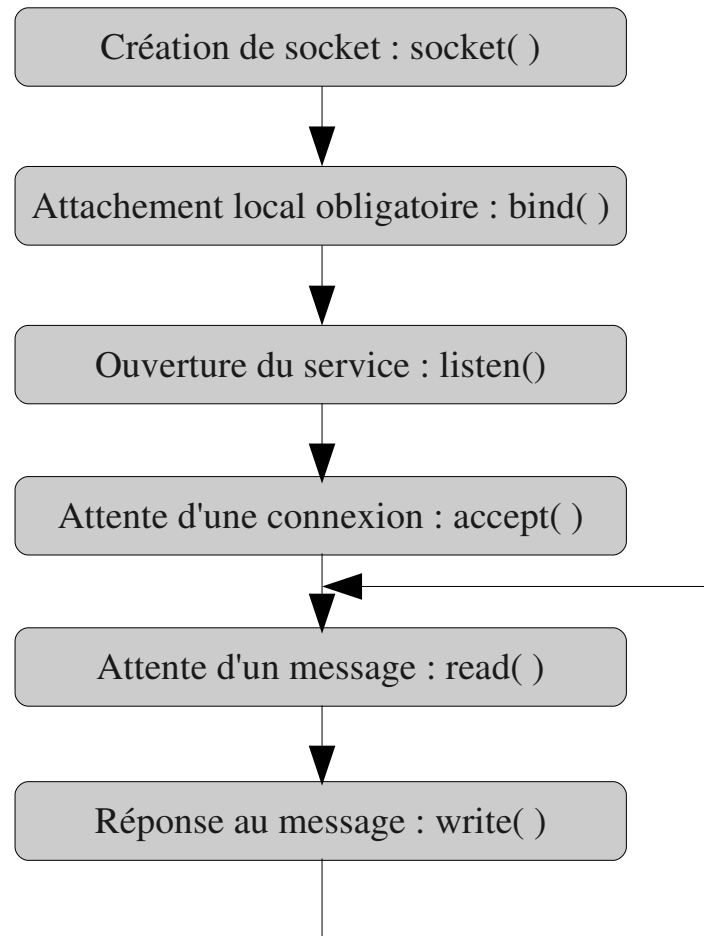 Création de socket : socket( )
Attachement local obligatoire : bind( )
Ouverture du service : listen()
Attente d'une connexion : accept( )
Attente d'un message : read( )
Réponse au message : write( )